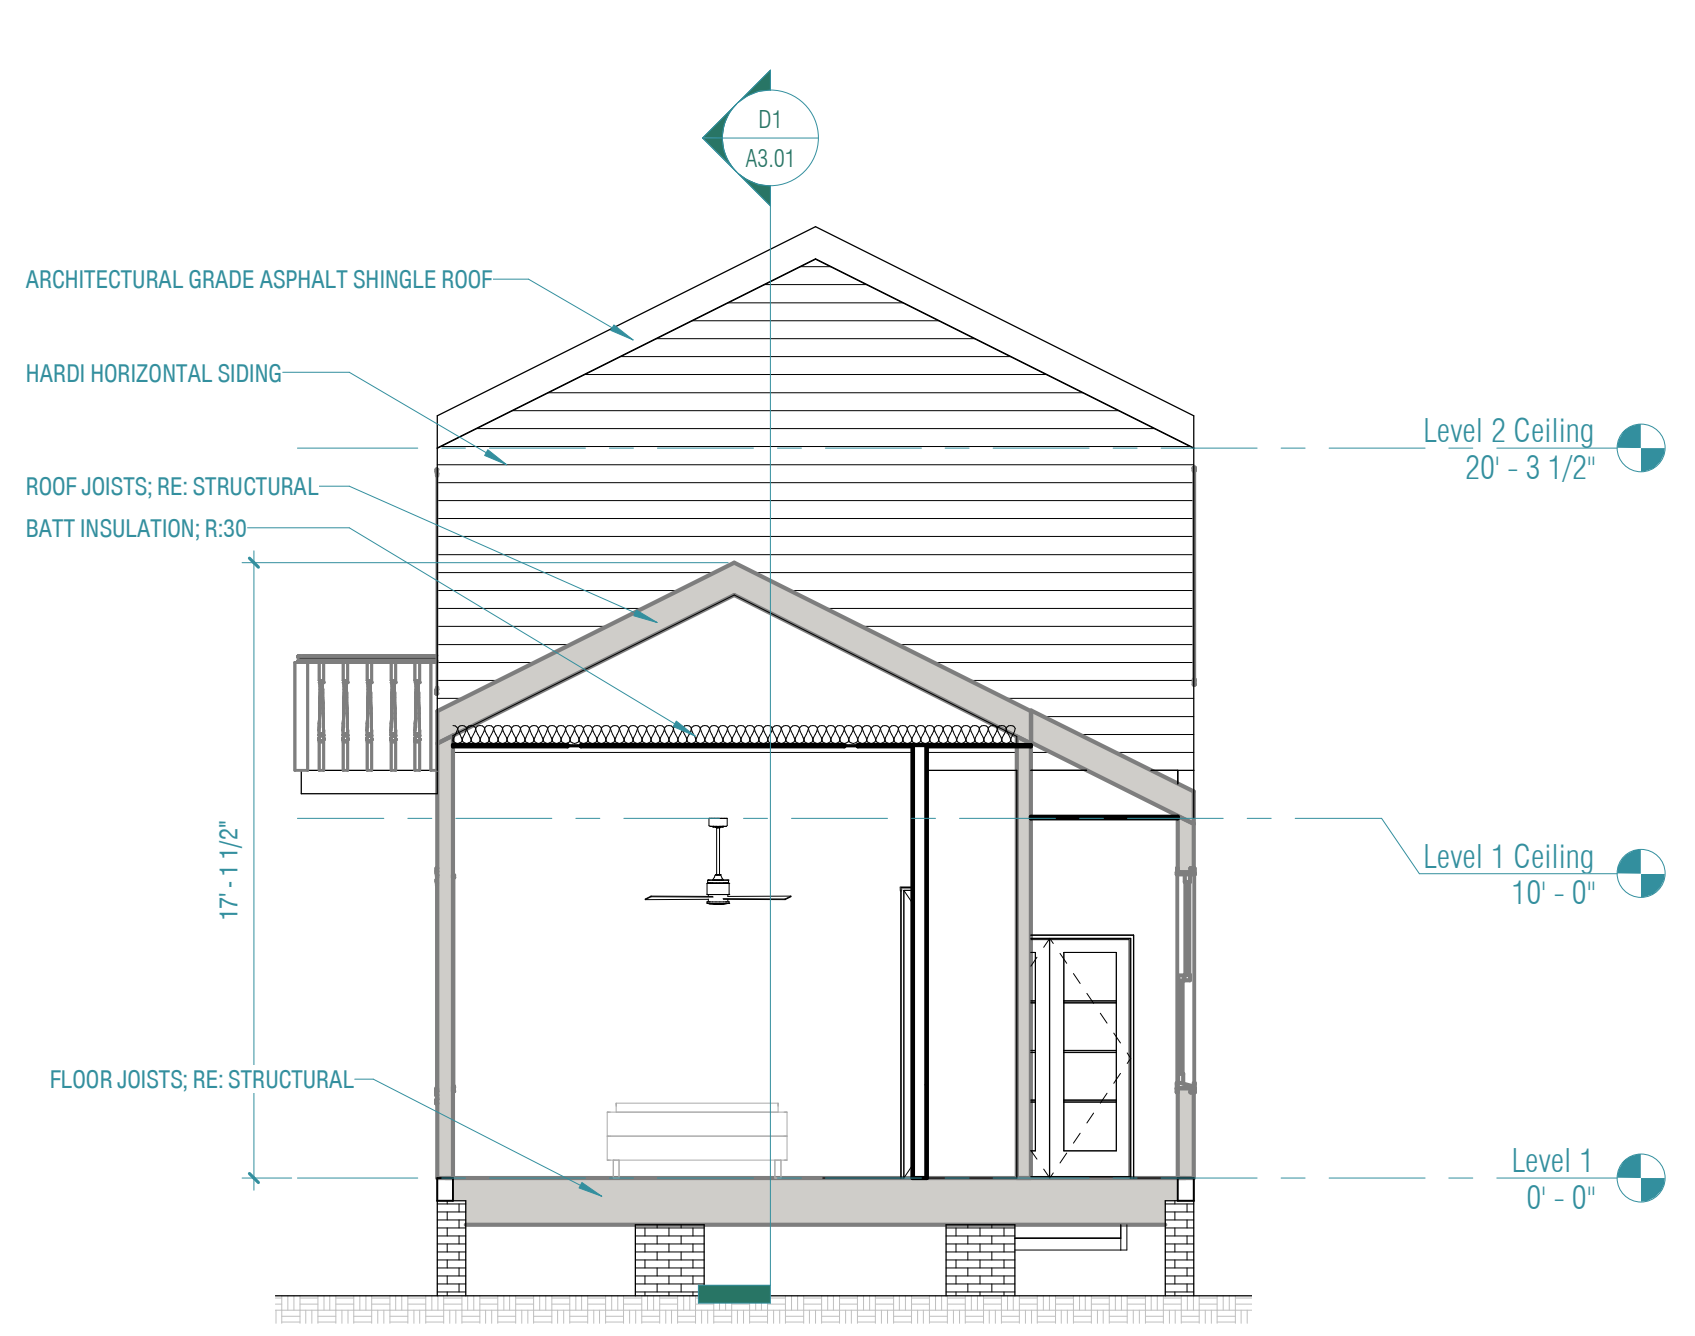 D1
A3.01
ARCHITECTURAL GRADE ASPHALT SHINGLE ROOF
HARDI HORIZONTAL SIDING
Level 2 Ceiling
20' - 3 1/2"
ROOF JOISTS; RE: STRUCTURAL
BATT INSULATION; R:30
17' - 1 1/2"
Level 1 Ceiling
10' - 0"
FLOOR JOISTS; RE: STRUCTURAL
Level 1
0' - 0"